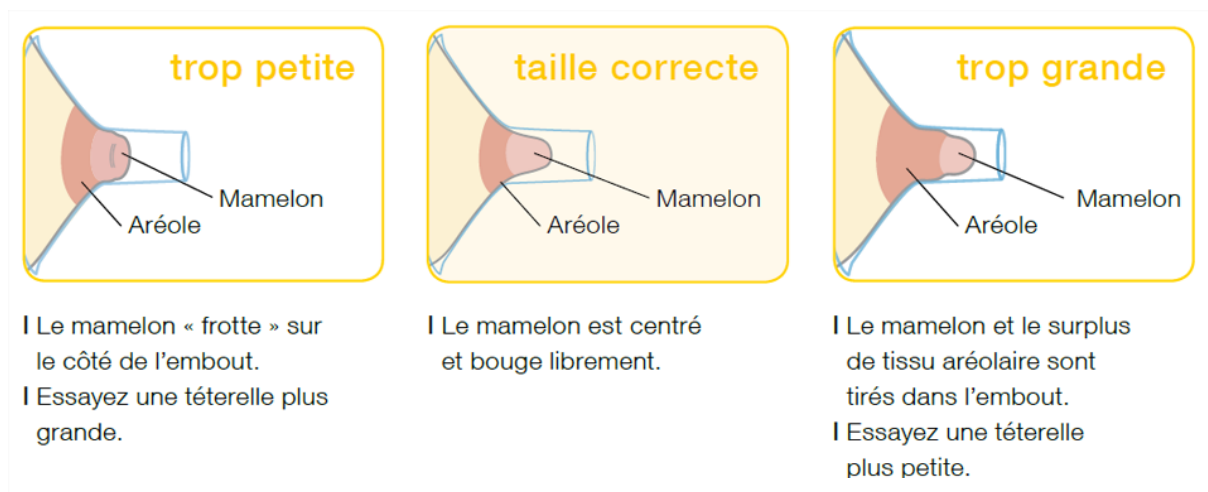 trop petite
Mamelon
Aréole
I Le mamelon « frotte » sur
le côté de l'embout.
I Essayez une téterelle plus
grande.
taille correcte
Mamelon
Aréole
I Le mamelon est centré
et bouge librement.
trop grande
Mamelon
Aréole
I Le mamelon et le surplus
de tissu aréolaire sont
tirés dans l'embout.
I Essayez une téterelle
plus petite.